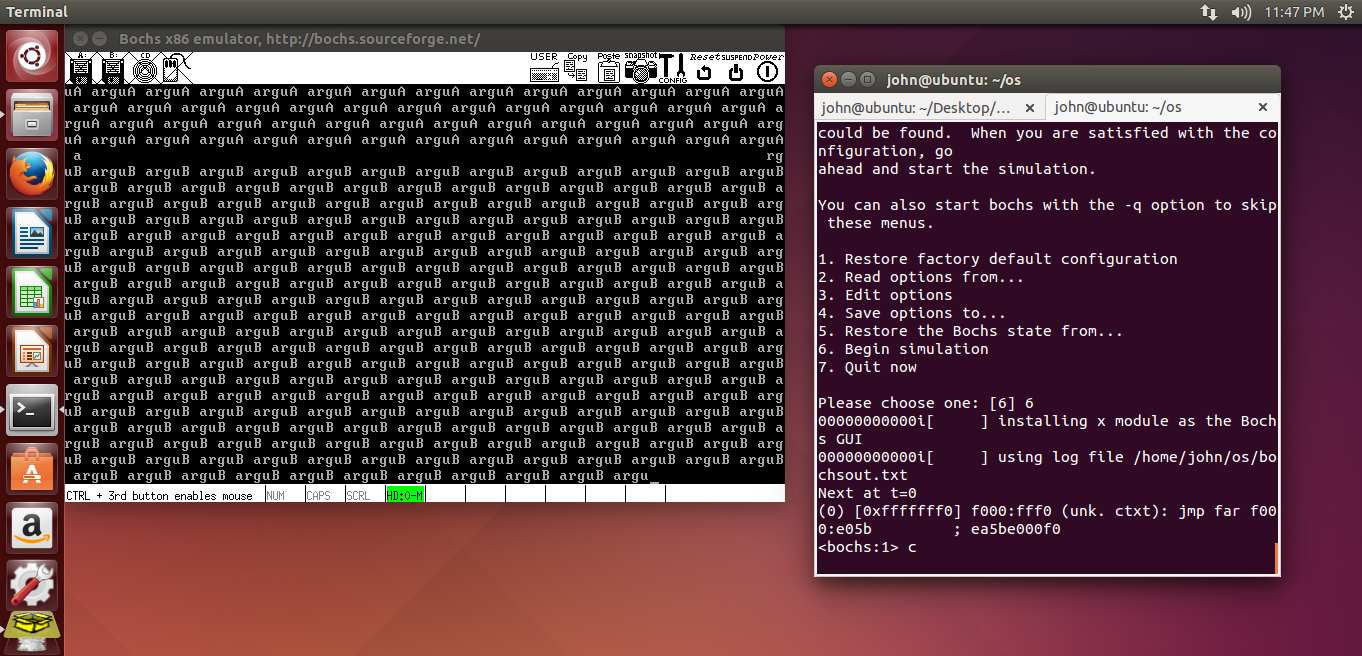 Terminal
11:47 PM
Bochs x86 emulator, http://bochs.sourceforge.net/
A:
B:
CD
USER
Copy
Paste
snapshot
CONFIG
Reset
SUSPEND
Power
uA arguA arguA arguA arguA arguA arguA arguA arguA arguA arguA arguA arguA arguA
 arguA arguA arguA arguA arguA arguA arguA arguA arguA arguA arguA arguA arguA a
rguA arguA arguA arguA arguA arguA arguA arguA arguA arguA arguA arguA arguA arg
uA arguA arguA arguA arguA arguA arguA arguA arguA arguA arguA arguA arguA arguA
 a                                                                            rg
uB arguB arguB arguB arguB arguB arguB arguB arguB arguB arguB arguB arguB arguB
 arguB arguB arguB arguB arguB arguB arguB arguB arguB arguB arguB arguB arguB a
rguB arguB arguB arguB arguB arguB arguB arguB arguB arguB arguB arguB arguB arg
uB arguB arguB arguB arguB arguB arguB arguB arguB arguB arguB arguB arguB arguB
 arguB arguB arguB arguB arguB arguB arguB arguB arguB arguB arguB arguB arguB a
rguB arguB arguB arguB arguB arguB arguB arguB arguB arguB arguB arguB arguB arg
uB arguB arguB arguB arguB arguB arguB arguB arguB arguB arguB arguB arguB arguB
 arguB arguB arguB arguB arguB arguB arguB arguB arguB arguB arguB arguB arguB a
rguB arguB arguB arguB arguB arguB arguB arguB arguB arguB arguB arguB arguB arg
uB arguB arguB arguB arguB arguB arguB arguB arguB arguB arguB arguB arguB arguB
 arguB arguB arguB arguB arguB arguB arguB arguB arguB arguB arguB arguB arguB a
rguB arguB arguB arguB arguB arguB arguB arguB arguB arguB arguB arguB arguB arg
uB arguB arguB arguB arguB arguB arguB arguB arguB arguB arguB arguB arguB arguB
 arguB arguB arguB arguB arguB arguB arguB arguB arguB arguB arguB arguB arguB a
rguB arguB arguB arguB arguB arguB arguB arguB arguB arguB arguB arguB arguB arg
uB arguB arguB arguB arguB arguB arguB arguB arguB arguB arguB arguB arguB arguB
 arguB arguB arguB arguB arguB arguB arguB arguB arguB arguB arguB arguB arguB a
rguB arguB arguB arguB arguB arguB arguB arguB arguB arguB arguB arguB arguB arg
uB arguB arguB arguB arguB arguB arguB arguB arguB arguB arguB arguB arguB arguB
 arguB arguB arguB arguB arguB arguB arguB arguB arguB arguB argu_
CTRL + 3rd button enables mouse
NUM
CAPS
SCRL
HD:0-M
john@ubuntu: ~/os
john@ubuntu: ~/Desktop/...
john@ubuntu: ~/os
could be found.  When you are satisfied with the co
nfiguration, go
ahead and start the simulation.
You can also start bochs with the -q option to skip
 these menus.
1. Restore factory default configuration
2. Read options from...
3. Edit options
4. Save options to...
5. Restore the Bochs state from...
6. Begin simulation
7. Quit now
Please choose one: [6] 6
00000000000i[     ] installing x module as the Boch
s GUI
00000000000i[     ] using log file /home/john/os/bo
chsout.txt
Next at t=0
(0) [0xfffffff0] f000:fff0 (unk. ctxt): jmp far f00
0:e05b         ; ea5be000f0
<bochs:1> c